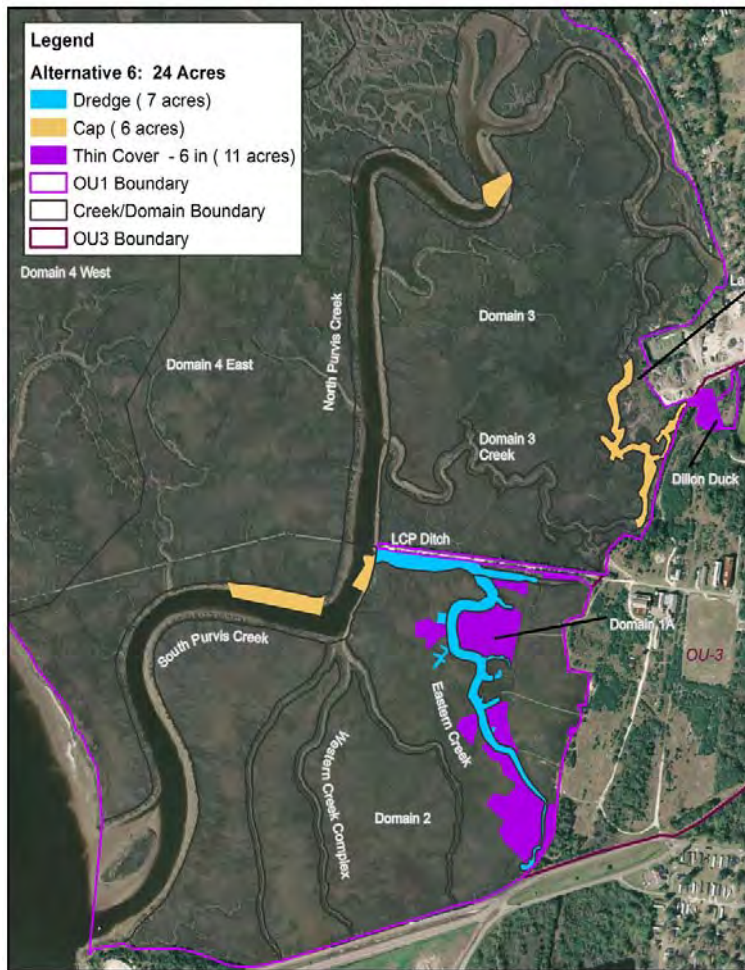 Legend
Alternative 6: 24 Acres
Dredge ( 7 acres)
Cap ( 6 acres)
Thin Cover - 6 in ( 11 acres)
OU1 Boundary
Creek/Domain Boundary
OU3 Boundary
Domain 4 West
La
Domain 3
North Purvis Creek
Domain 4 East
Domain 3
Creek
Dillon Duck
LCP Ditch
Domain 1A
OU-3
South Purvis Creek
Eastern Creek
Western Creek Complex
Domain 2